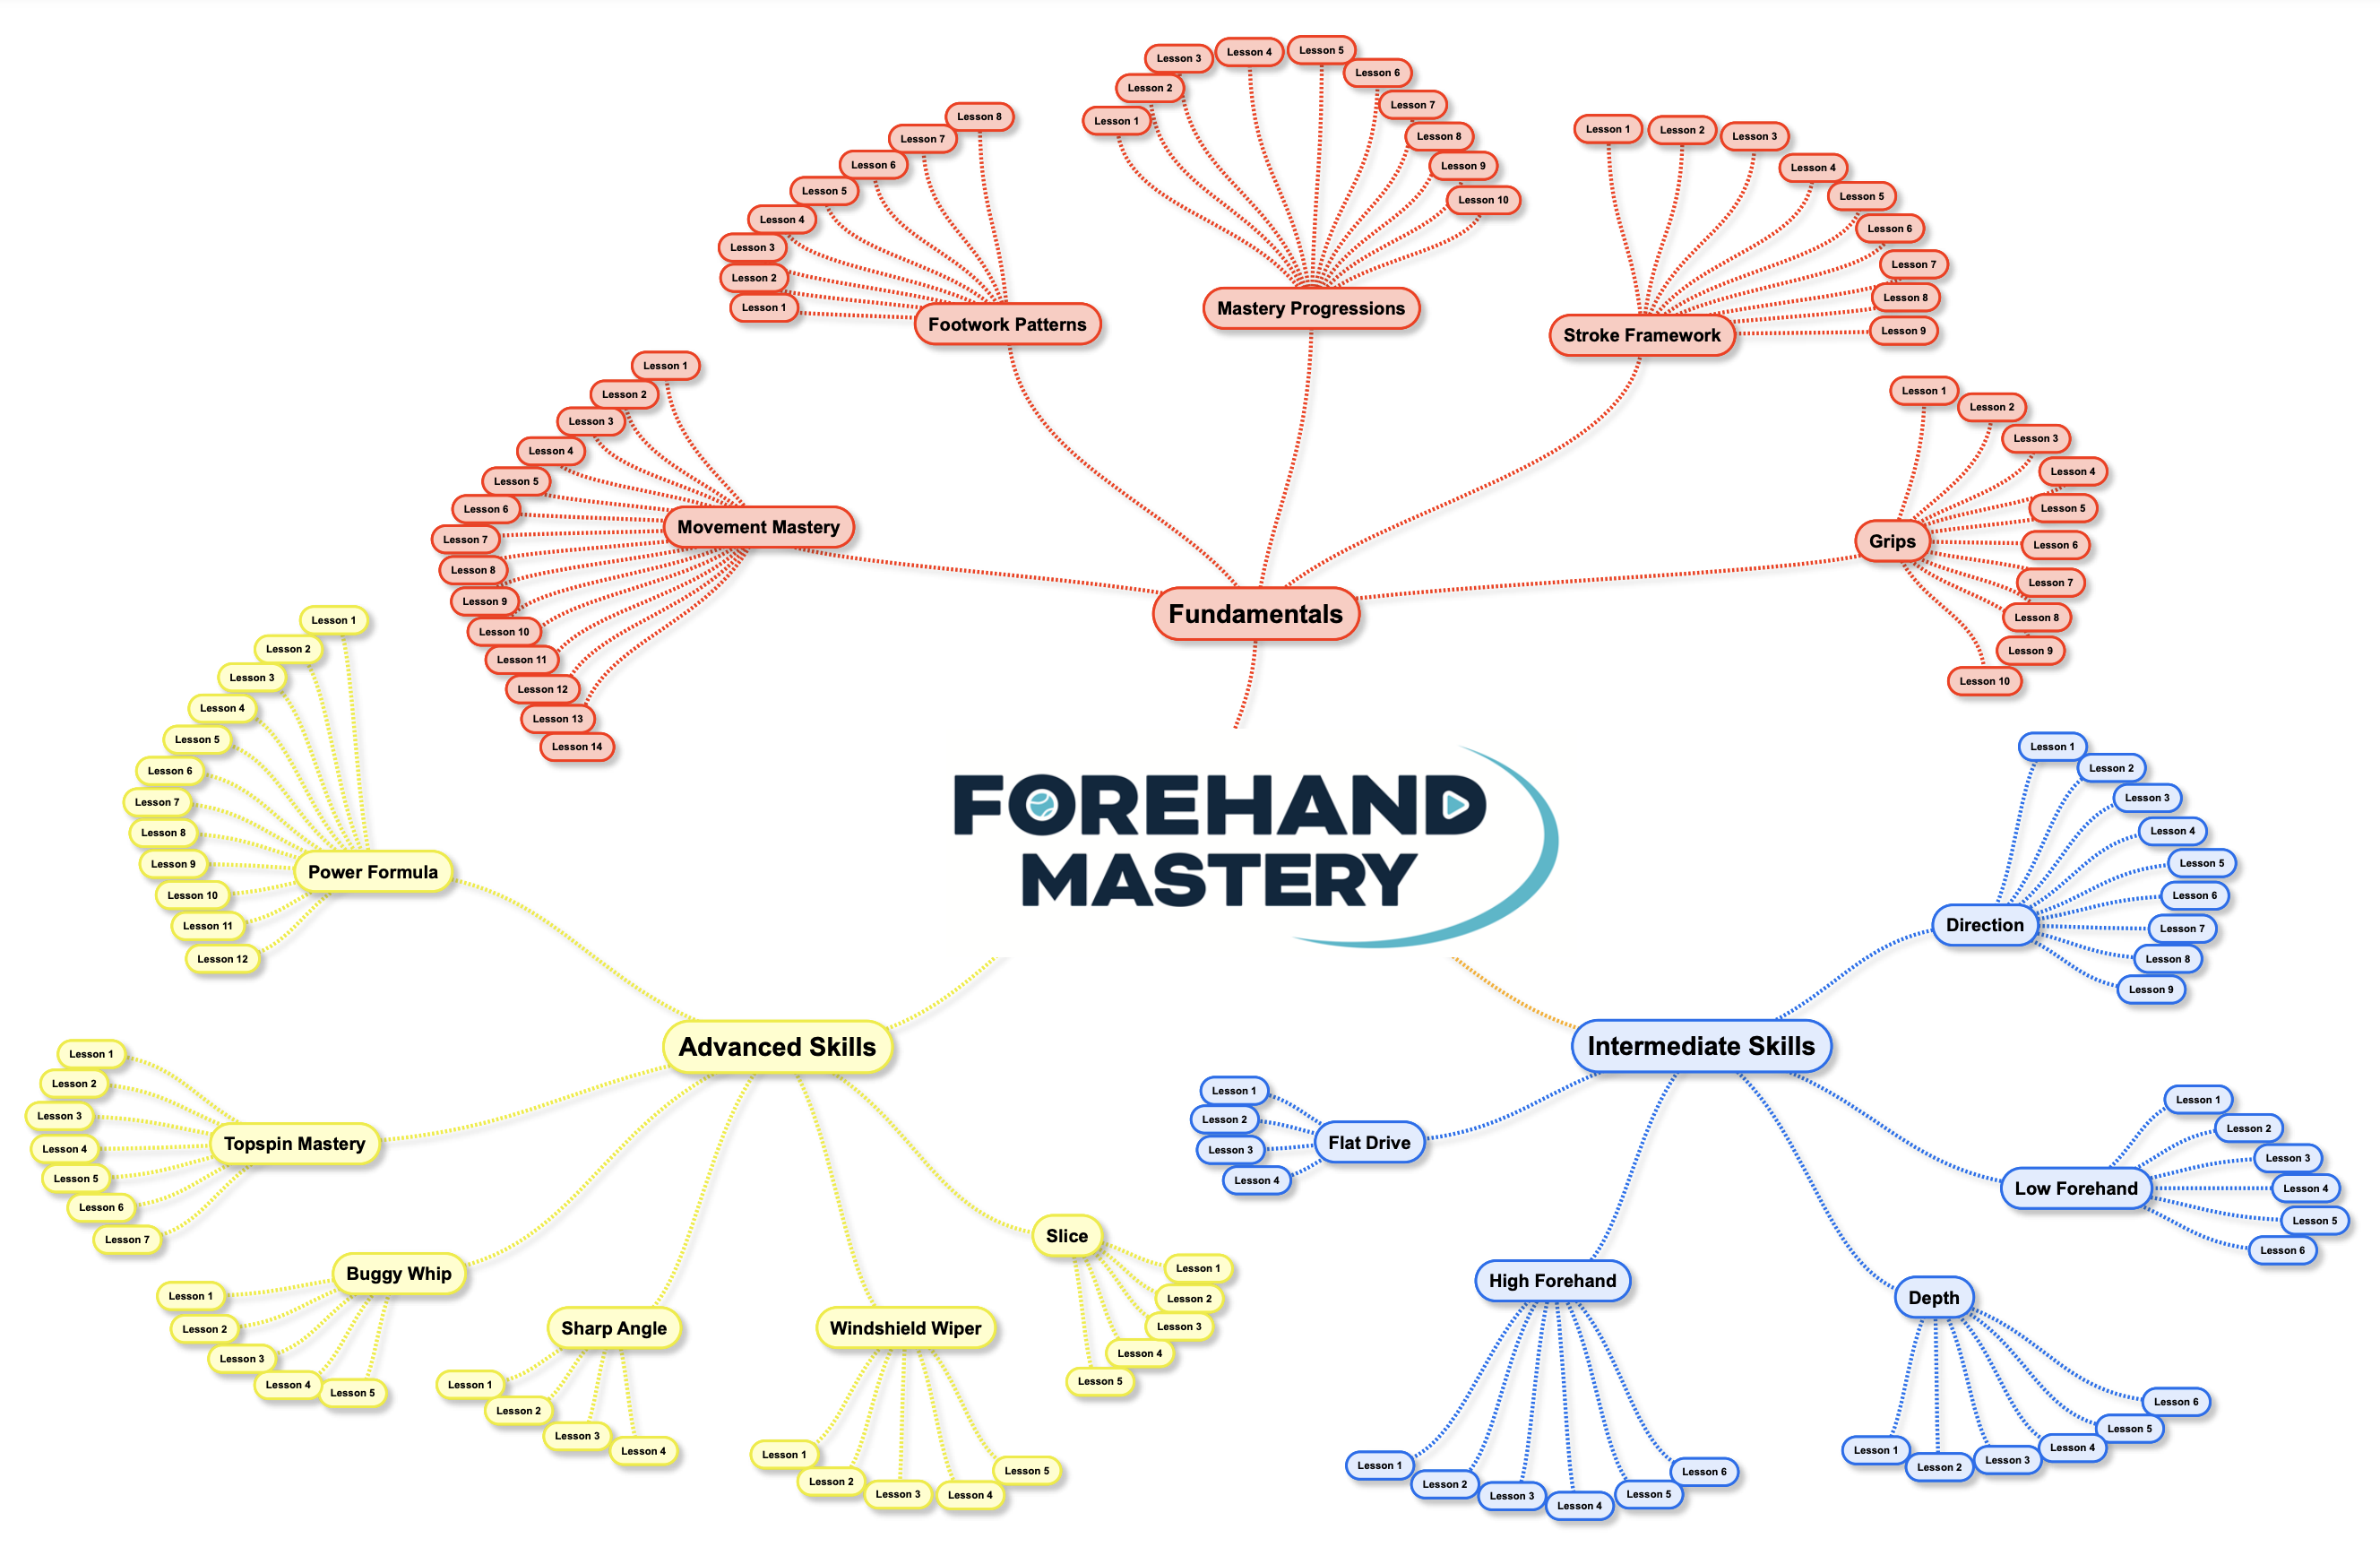 Lesson 1
Lesson 2
Lesson 3
Lesson 4
Lesson 5
Lesson 6
Lesson 7
Lesson 8
Lesson 9
Lesson 10
Mastery Progressions
Lesson 8
Lesson 7
Lesson 6
Lesson 5
Lesson 4
Lesson 3
Lesson 2
Lesson 1
Footwork Patterns
Lesson 1
Lesson 2
Lesson 3
Lesson 4
Lesson 5
Lesson 6
Lesson 7
Lesson 8
Lesson 9
Stroke Framework
Lesson 1
Lesson 2
Lesson 3
Lesson 4
Lesson 5
Lesson 6
Lesson 7
Lesson 8
Lesson 9
Lesson 10
Lesson 11
Lesson 12
Lesson 13
Lesson 14
Movement Mastery
Lesson 1
Lesson 2
Lesson 3
Lesson 4
Lesson 5
Lesson 6
Lesson 7
Lesson 8
Lesson 9
Lesson 10
Grips
Fundamentals
FOREHAND
MASTERY
Lesson 1
Lesson 2
Lesson 3
Lesson 4
Lesson 5
Lesson 6
Lesson 7
Lesson 8
Lesson 9
Lesson 10
Lesson 11
Lesson 12
Power Formula
Lesson 1
Lesson 2
Lesson 3
Lesson 4
Lesson 5
Lesson 6
Lesson 7
Lesson 8
Lesson 9
Direction
Advanced Skills
Intermediate Skills
Lesson 1
Lesson 2
Lesson 3
Lesson 4
Lesson 5
Lesson 6
Lesson 7
Topspin Mastery
Lesson 1
Lesson 2
Lesson 3
Lesson 4
Flat Drive
Lesson 1
Lesson 2
Lesson 3
Lesson 4
Lesson 5
Lesson 6
Low Forehand
Buggy Whip
Lesson 1
Lesson 2
Lesson 3
Lesson 4
Lesson 5
Sharp Angle
Lesson 1
Lesson 2
Lesson 3
Lesson 4
Windshield Wiper
Lesson 1
Lesson 2
Lesson 3
Lesson 4
Lesson 5
Slice
Lesson 1
Lesson 2
Lesson 3
Lesson 4
Lesson 5
High Forehand
Lesson 1
Lesson 2
Lesson 3
Lesson 4
Lesson 5
Lesson 6
Depth
Lesson 1
Lesson 2
Lesson 3
Lesson 4
Lesson 5
Lesson 6